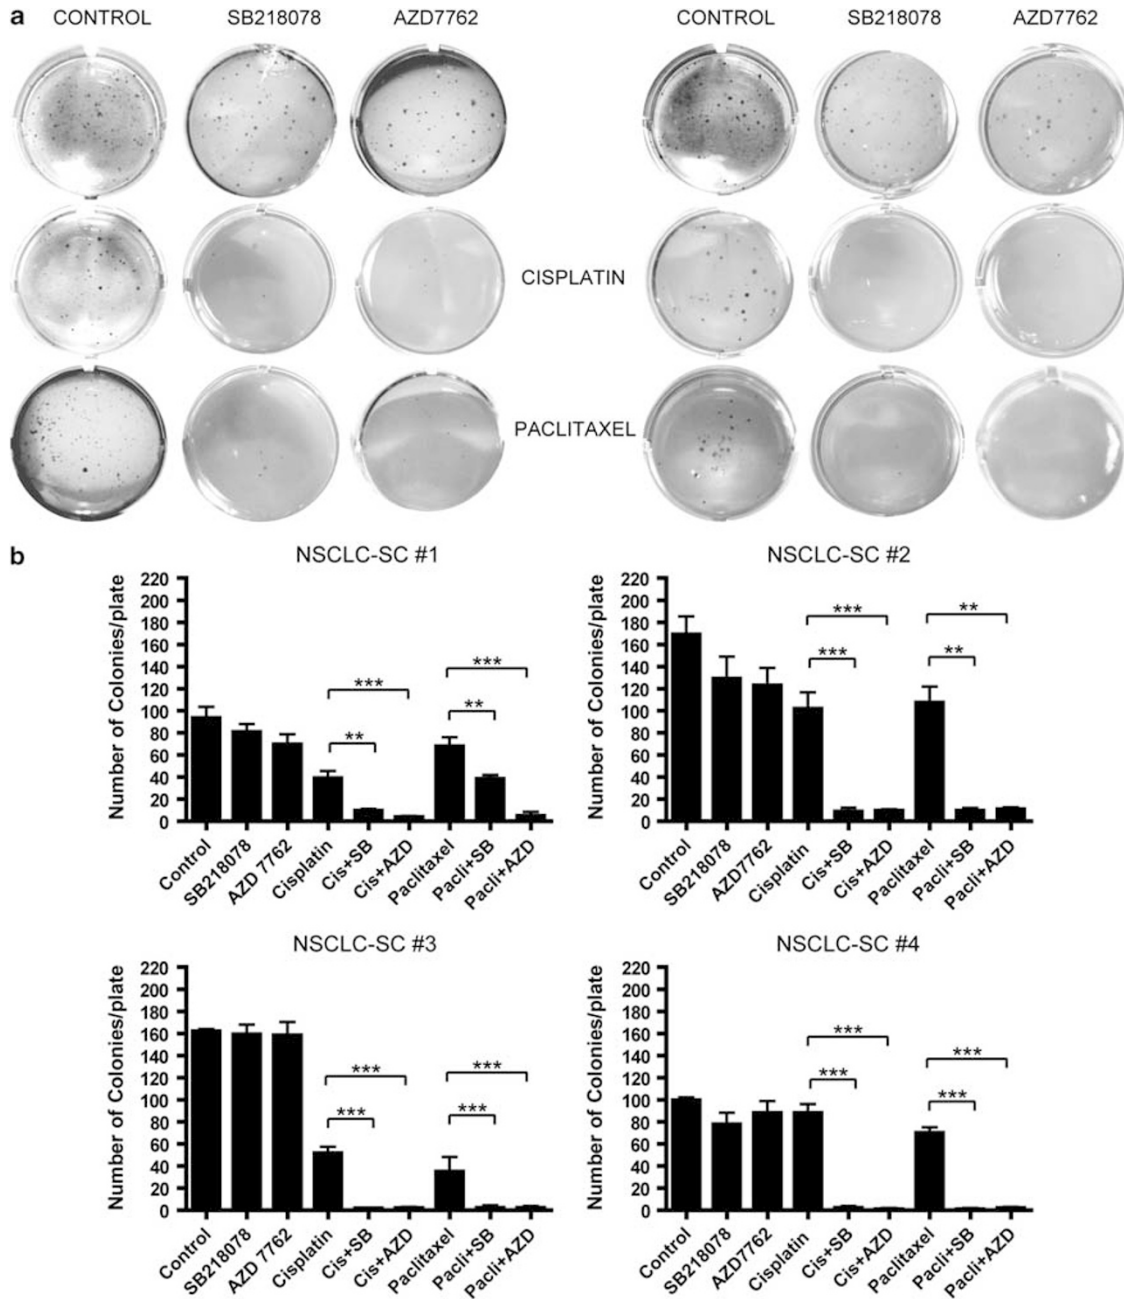 a
CONTROL SB218078 AZD7762 CONTROL SB218078 AZD7762
CISPLATIN
PACLITAXEL
b
NSCLC-SC #1
Number of Colonies/plate
220
200
180
160
140
120
100
80
60
40
20
0
*** ** *** **
Control SB218078 AZD 7762 Cisplatin Cis+SB Cis+AZD Paclitaxel Pacli+SB Pacli+AZD
NSCLC-SC #2
Number of Colonies/plate
220
200
180
160
140
120
100
80
60
40
20
0
*** *** ** **
Control SB218078 AZD7762 Cisplatin Cis+SB Cis+AZD Paclitaxel Pacli+SB Pacli+AZD
NSCLC-SC #3
Number of Colonies/plate
220
200
180
160
140
120
100
80
60
40
20
0
*** *** *** ***
Control SB218078 AZD 7762 Cisplatin Cis+SB Cis+AZD Paclitaxel Pacli+SB Pacli+AZD
NSCLC-SC #4
Number of Colonies/plate
220
200
180
160
140
120
100
80
60
40
20
0
*** *** *** ***
Control SB218078 AZD7762 Cisplatin Cis+SB Cis+AZD Paclitaxel Pacli+SB Pacli+AZD